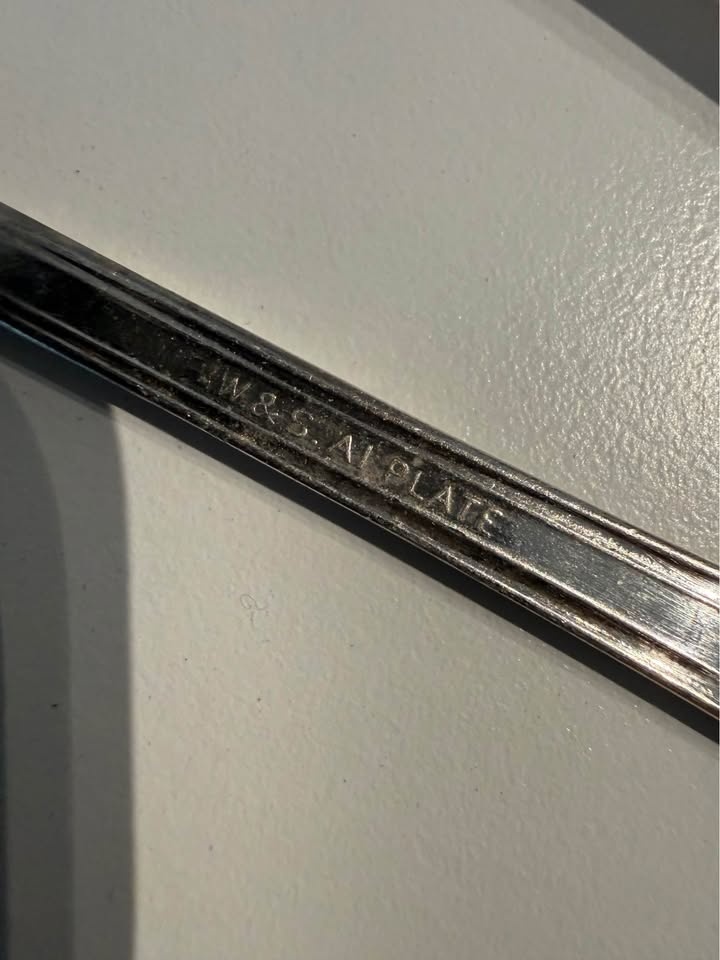 W & S. A1 PLATE